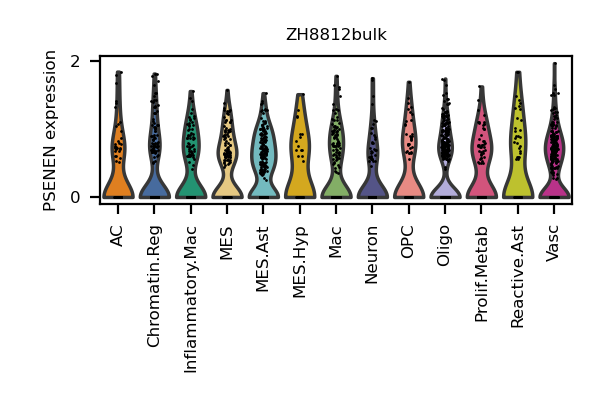 ZH8812bulk
PSENEN expression
2
0
AC
Chromatin.Reg
Inflammatory.Mac
MES
MES.Ast
MES.Hyp
Mac
Neuron
OPC
Oligo
Prolif.Metab
Reactive.Ast
Vasc